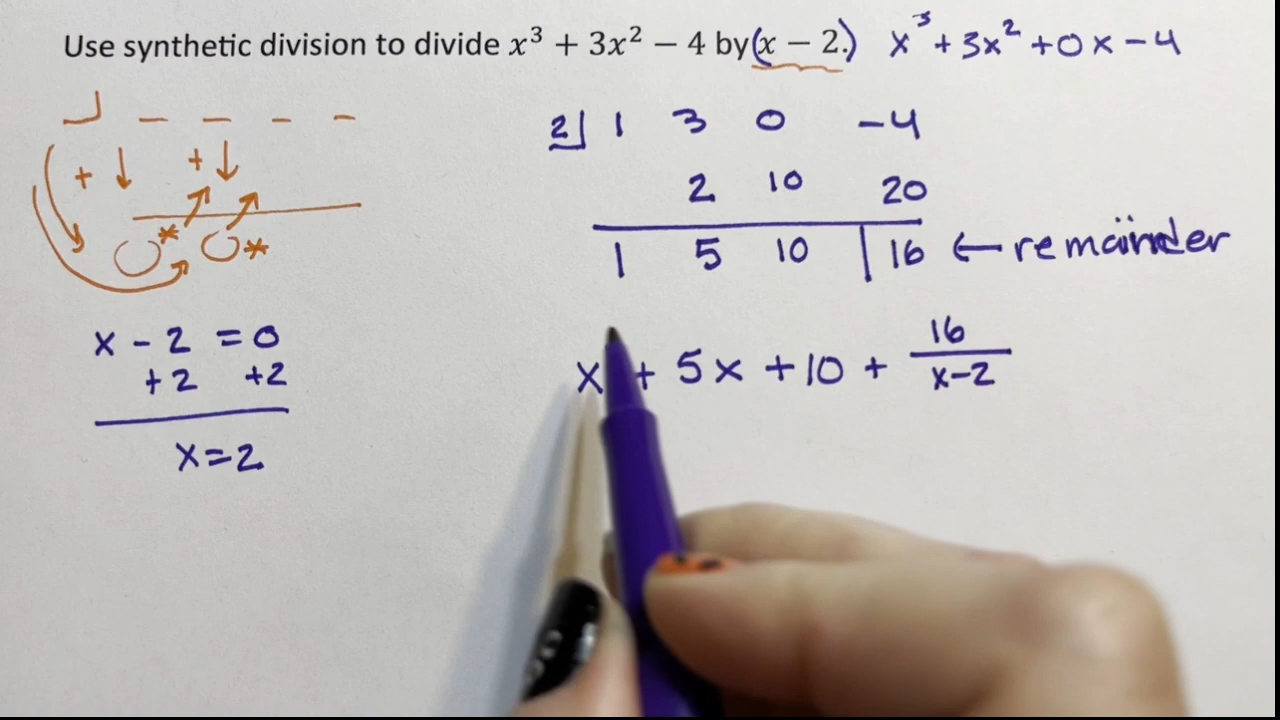 Use synthetic division to divide x³ + 3x² − 4 by (x − 2.) x³ + 3x² + 0x − 4
2 1 3 0 −4
2 10 20
1 5 10 | 16 ← remainder
+ ↓ + ↓
* *
x − 2 = 0
+2 +2
x = 2
x + 5x + 10 + 16
x−2